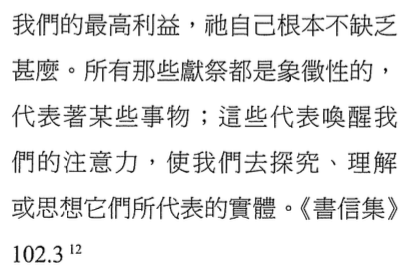 我們的最高利益，祂自己根本不缺乏
甚麼。所有那些獻祭都是象徵性的，
代表著某些事物；這些代表喚醒我
們的注意力，使我們去探究、理解
或思想它們所代表的實體。《書信集》
102.3 12